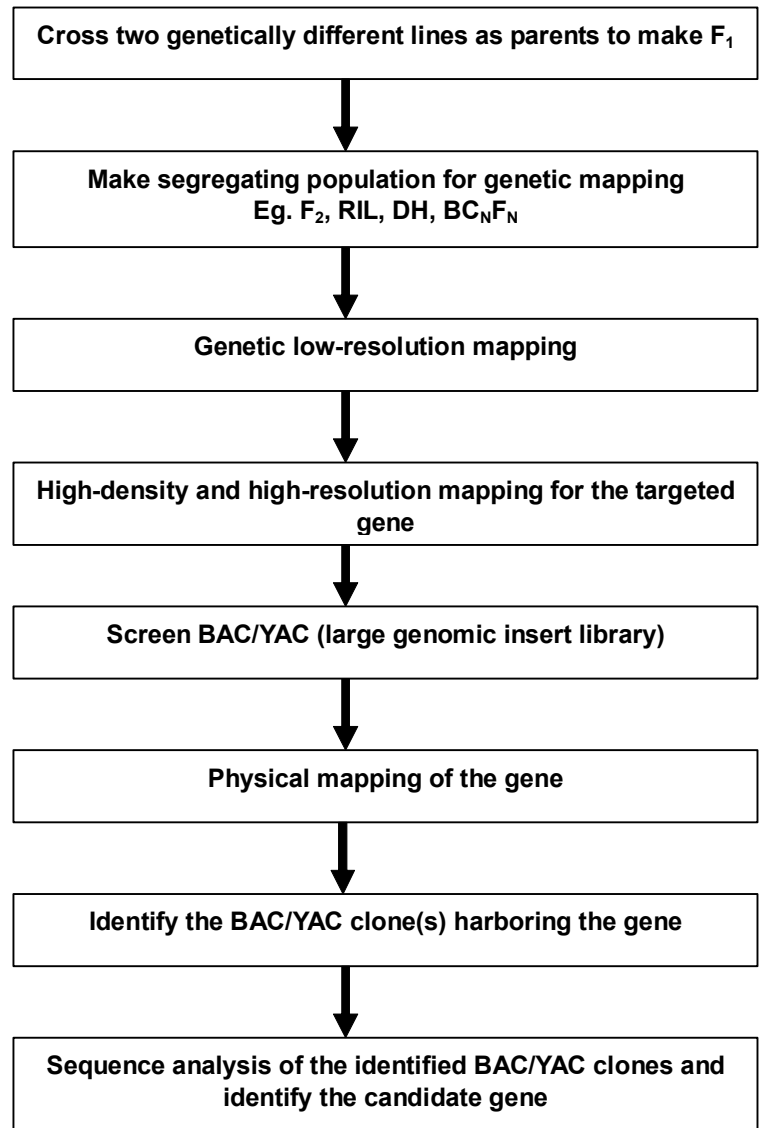 Cross two genetically different lines as parents to make F₁
Make segregating population for genetic mapping
Eg. F₂, RIL, DH, BC_NF_N
Genetic low-resolution mapping
High-density and high-resolution mapping for the targeted
gene
Screen BAC/YAC (large genomic insert library)
Physical mapping of the gene
Identify the BAC/YAC clone(s) harboring the gene
Sequence analysis of the identified BAC/YAC clones and
identify the candidate gene